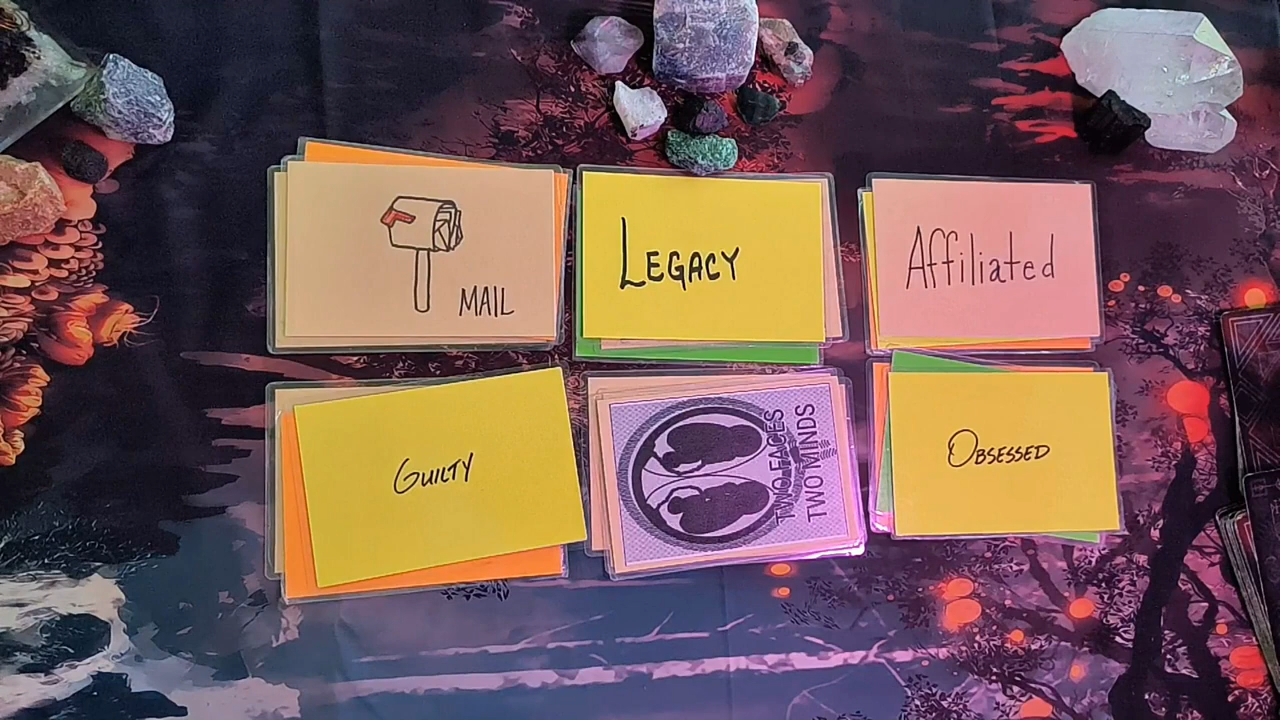 MAIL
LEGACY
Affiliated
GUILTY
TWO FACES
TWO MINDS
OBSESSED